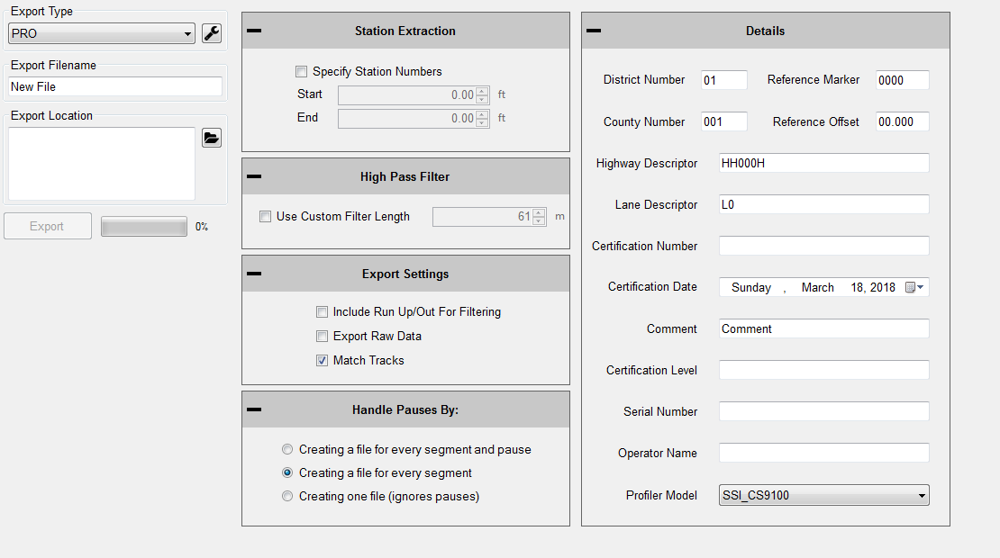 Export Type
PRO
Export Filename
New File
Export Location
Export
0%
Station Extraction
Specify Station Numbers
Start 0.00 ft
End 0.00 ft
High Pass Filter
Use Custom Filter Length 61 m
Export Settings
Include Run Up/Out For Filtering
Export Raw Data
Match Tracks
Handle Pauses By:
Creating a file for every segment and pause
Creating a file for every segment
Creating one file (ignores pauses)
Details
District Number 01 Reference Marker 0000
County Number 001 Reference Offset 00.000
Highway Descriptor HH000H
Lane Descriptor L0
Certification Number
Certification Date Sunday , March 18, 2018
Comment Comment
Certification Level
Serial Number
Operator Name
Profiler Model SSI_CS9100